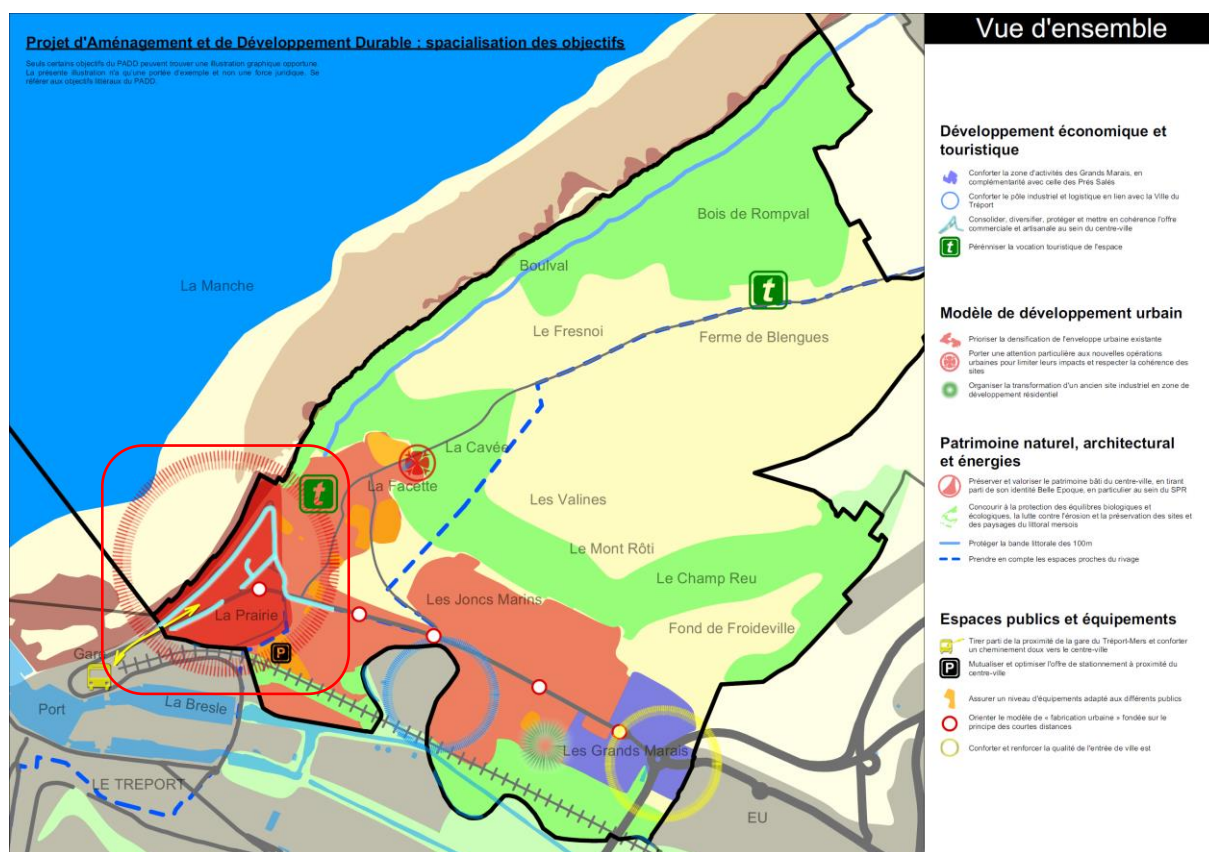 Projet d'Aménagement et de Développement Durable : spacialisation des objectifs
Seuls certains objectifs du PADD peuvent trouver une illustration graphique opportune.
La présente illustration n'a qu'une portée d'exemple et non une force juridique. Se
référer aux objectifs littéraux du PADD.
La Manche
Bois de Rompval
Boulval
t
Le Fresnoi
Ferme de Blengues
La Cavée
t
La Facette
Les Valines
Le Mont Rôti
Le Champ Reu
Les Joncs Marins
La Prairie
Fond de Froideville
Gare
P
Port
La Bresle
Les Grands Marais
LE TREPORT
EU
Vue d'ensemble
Développement économique et
touristique
Conforter la zone d'activités des Grands Marais, en
complémentarité avec celle des Prés Salés
Conforter le pôle industriel et logistique en lien avec la Ville du
Tréport
Consolider, diversifier, protéger et mettre en cohérence l'offre
commerciale et artisanale au sein du centre-ville
t
Pérénniser la vocation touristique de l'espace
Modèle de développement urbain
Prioriser la densification de l'enveloppe urbaine existante
Porter une attention particulière aux nouvelles opérations
urbaines pour limiter leurs impacts et respecter la cohérence des
sites
Organiser la transformation d'un ancien site industriel en zone de
développement résidentiel
Patrimoine naturel, architectural
et énergies
Préserver et valoriser le patrimoine bâti du centre-ville, en tirant
parti de son identité Belle Epoque, en particulier au sein du SPR
Concourir à la protection des équilibres biologiques et
écologiques, la lutte contre l'érosion et la préservation des sites et
des paysages du littoral mersois
Protéger la bande littorale des 100m
Prendre en compte les espaces proches du rivage
Espaces publics et équipements
Tirer parti de la proximité de la gare du Tréport-Mers et conforter
un cheminement doux vers le centre-ville
P
Mutualiser et optimiser l'offre de stationnement à proximité du
centre-ville
Assurer un niveau d'équipements adapté aux différents publics
Orienter le modèle de « fabrication urbaine » fondée sur le
principe des courtes distances
Conforter et renforcer la qualité de l'entrée de ville est